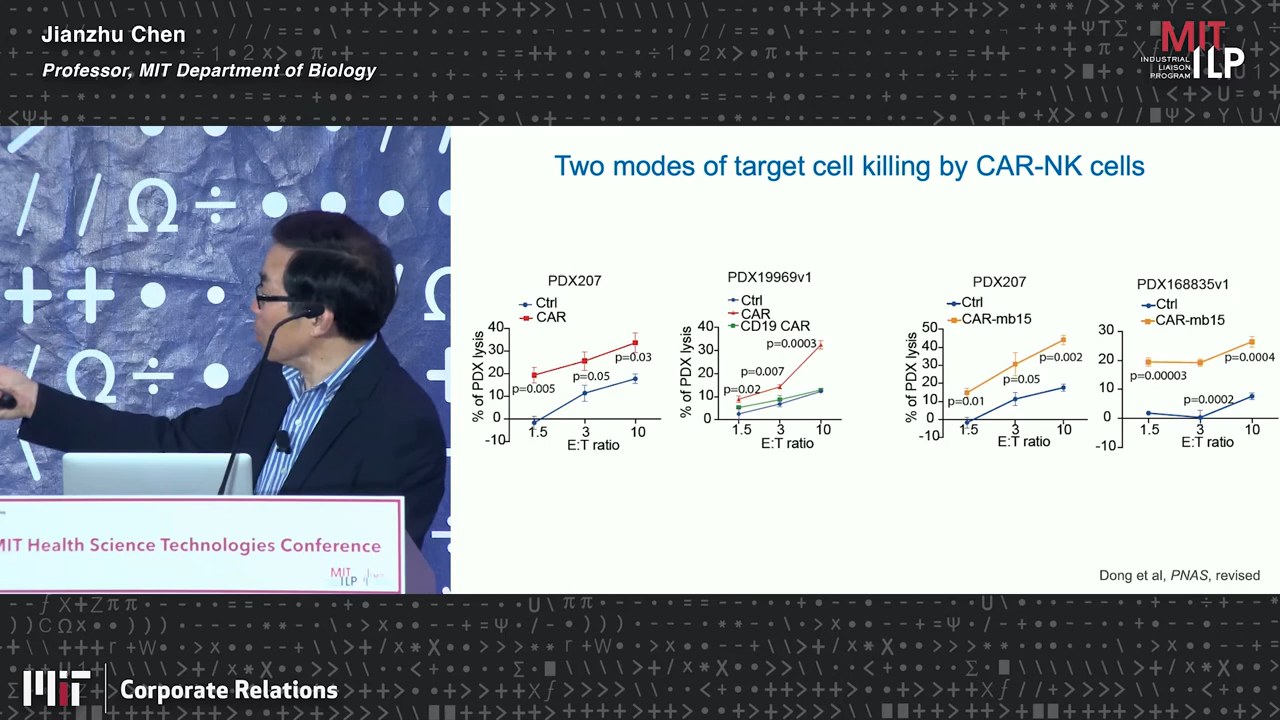 Jianzhu Chen
Professor, MIT Department of Biology
MIT
INDUSTRIAL
LIAISON
PROGRAM
ILP
Two modes of target cell killing by CAR-NK cells
PDX207
Ctrl
CAR
% of PDX lysis
40
30
20
10
0
-10
p=0.005
p=0.05
p=0.03
1.5
3
10
E:T ratio
PDX19969v1
Ctrl
CAR
CD19 CAR
% of PDX lysis
40
30
20
10
0
p=0.02
p=0.007
p=0.0003
1.5
3
10
E:T ratio
PDX207
Ctrl
CAR-mb15
% of PDX lysis
50
40
30
20
10
0
-10
p=0.01
p=0.05
p=0.002
1.5
3
10
E:T ratio
PDX168835v1
Ctrl
CAR-mb15
30
20
10
0
-10
p=0.00003
p=0.0002
p=0.0004
1.5
3
10
E:T ratio
Dong et al, PNAS, revised
MIT Health Science Technologies Conference
MIT
ILP
MIT
Corporate Relations